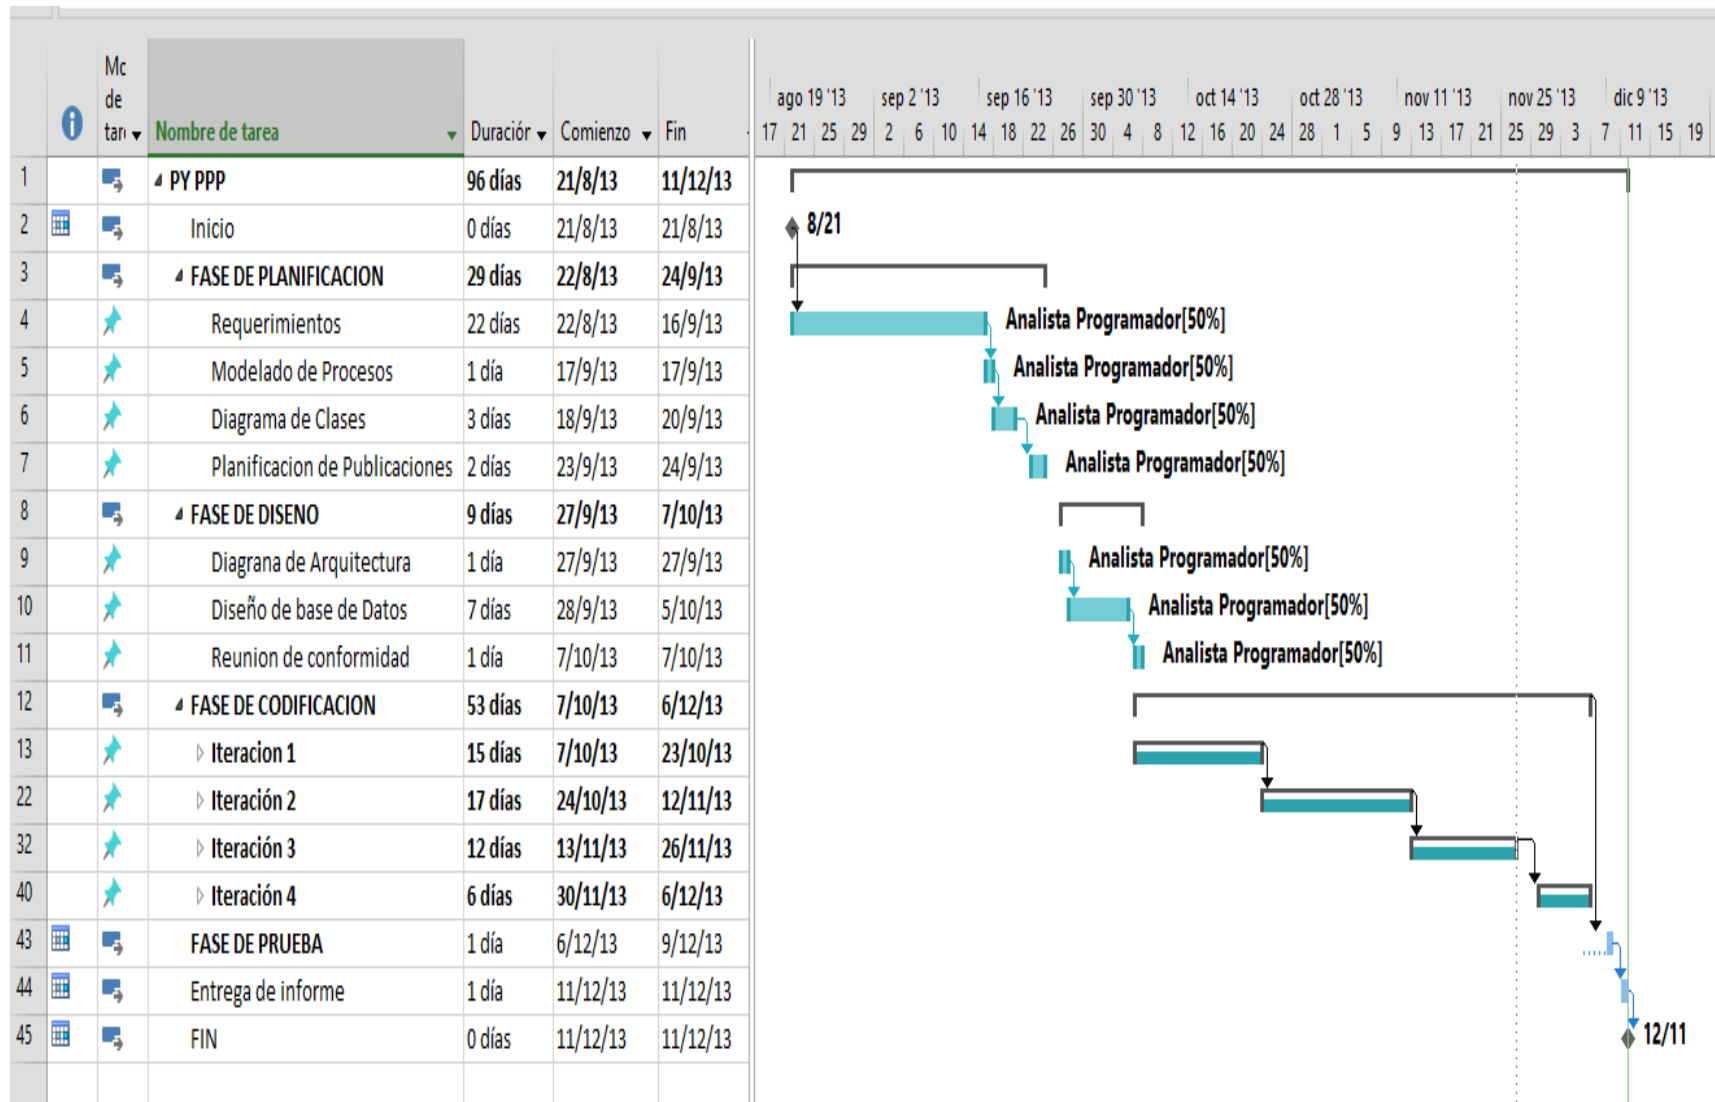 Mc
de
tar Nombre de tarea Duraciór Comienzo Fin
ago 19 '13 sep 2 '13 sep 16 '13 sep 30 '13 oct 14 '13 oct 28 '13 nov 11 '13 nov 25 '13 dic 9 '13
17 21 25 29 2 6 10 14 18 22 26 30 4 8 12 16 20 24 28 1 5 9 13 17 21 25 29 3 7 11 15 19
1 PY PPP 96 días 21/8/13 11/12/13
2 Inicio 0 días 21/8/13 21/8/13 8/21
3 FASE DE PLANIFICACION 29 días 22/8/13 24/9/13
4 Requerimientos 22 días 22/8/13 16/9/13 Analista Programador[50%]
5 Modelado de Procesos 1 día 17/9/13 17/9/13 Analista Programador[50%]
6 Diagrama de Clases 3 días 18/9/13 20/9/13 Analista Programador[50%]
7 Planificacion de Publicaciones 2 días 23/9/13 24/9/13 Analista Programador[50%]
8 FASE DE DISENO 9 días 27/9/13 7/10/13
9 Diagrana de Arquitectura 1 día 27/9/13 27/9/13 Analista Programador[50%]
10 Diseño de base de Datos 7 días 28/9/13 5/10/13 Analista Programador[50%]
11 Reunion de conformidad 1 día 7/10/13 7/10/13 Analista Programador[50%]
12 FASE DE CODIFICACION 53 días 7/10/13 6/12/13
13 Iteracion 1 15 días 7/10/13 23/10/13
22 Iteración 2 17 días 24/10/13 12/11/13
32 Iteración 3 12 días 13/11/13 26/11/13
40 Iteración 4 6 días 30/11/13 6/12/13
43 FASE DE PRUEBA 1 día 6/12/13 9/12/13
44 Entrega de informe 1 día 11/12/13 11/12/13
45 FIN 0 días 11/12/13 11/12/13 12/11